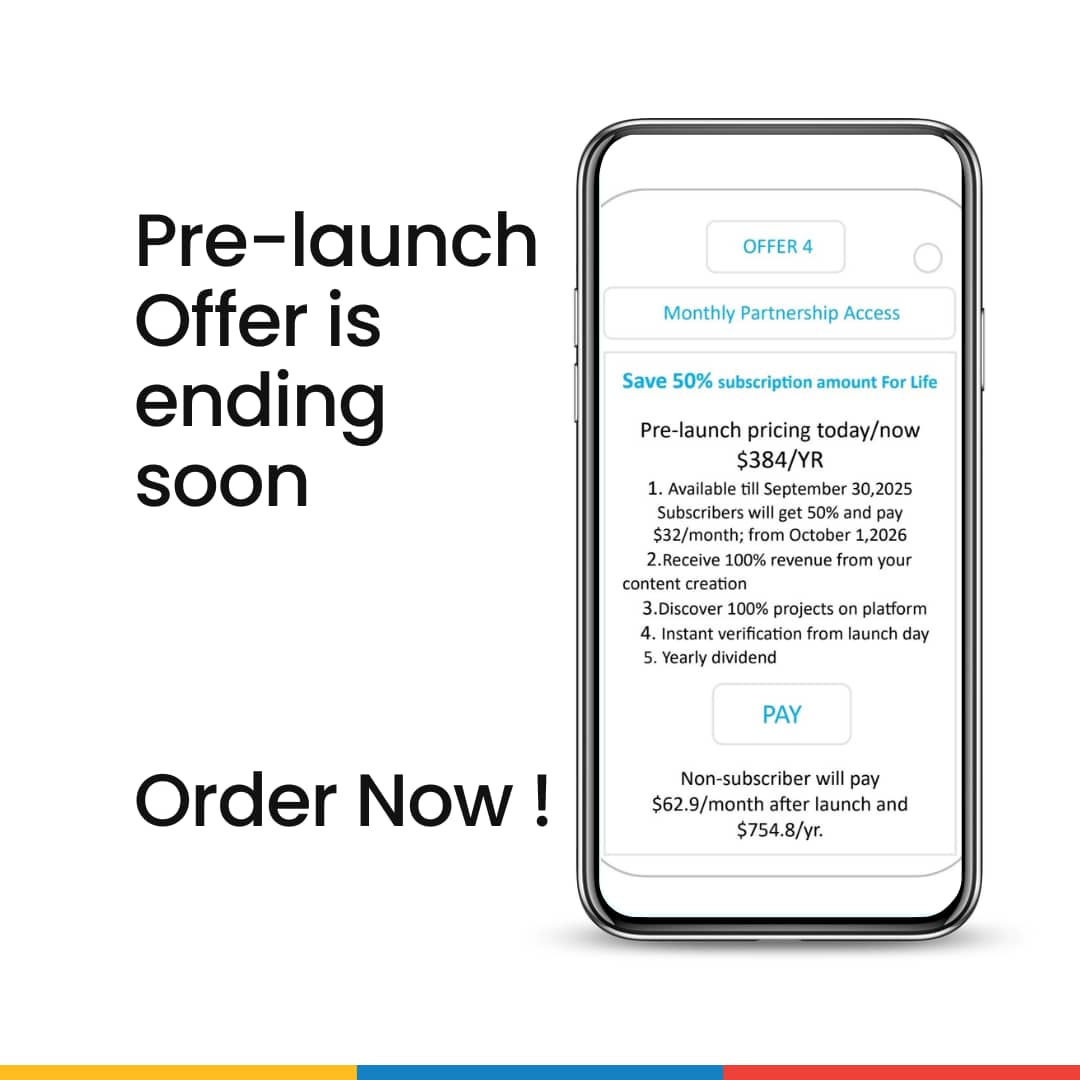 Pre-launch
Offer is
ending
soon
Order Now !
OFFER 4
Monthly Partnership Access
Save 50% subscription amount For Life
Pre-launch pricing today/now
$384/YR
1. Available till September 30,2025
Subscribers will get 50% and pay
$32/month; from October 1,2026
2.Receive 100% revenue from your
content creation
3.Discover 100% projects on platform
4. Instant verification from launch day
5. Yearly dividend
PAY
Non-subscriber will pay
$62.9/month after launch and
$754.8/yr.